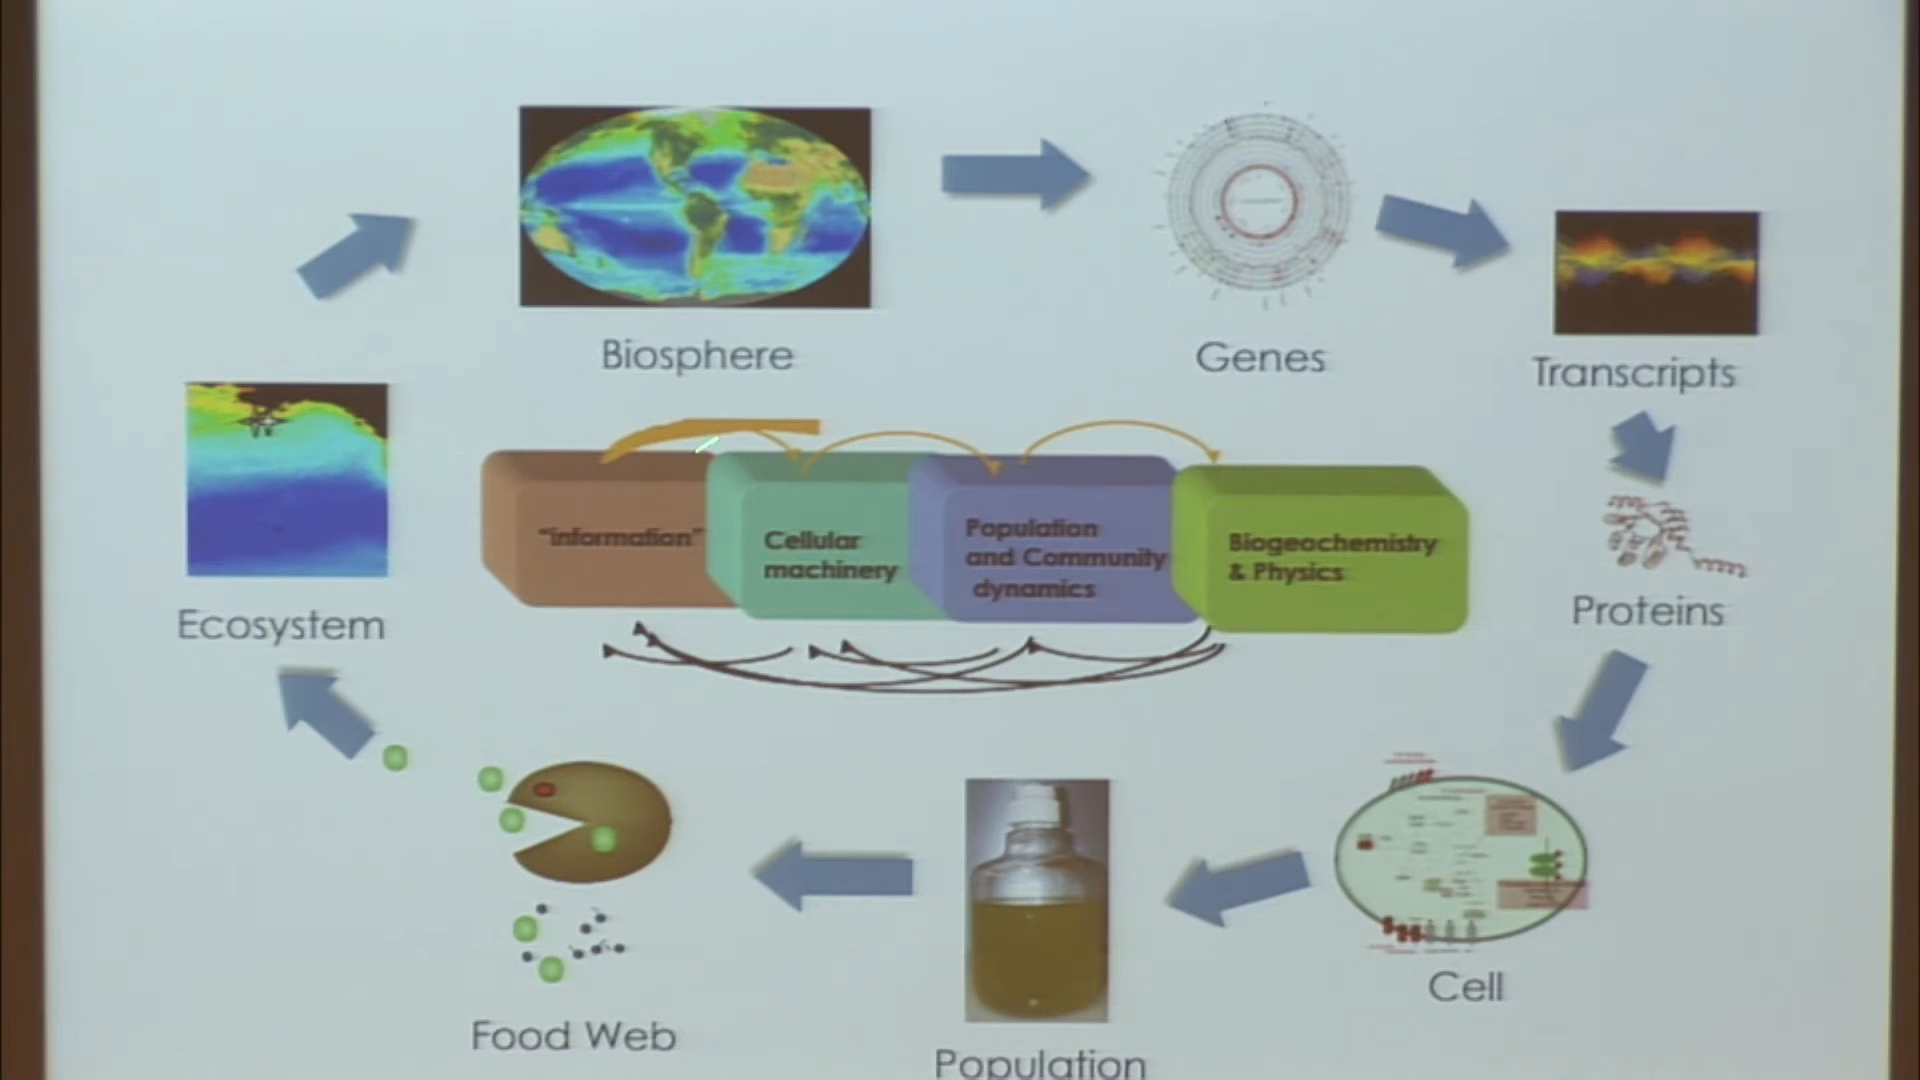 Biosphere
Genes
Transcripts
Ecosystem
"information"
Cellular
machinery
Population
and Community
dynamics
Biogeochemistry
& Physics
Proteins
Cell
Food Web
Population